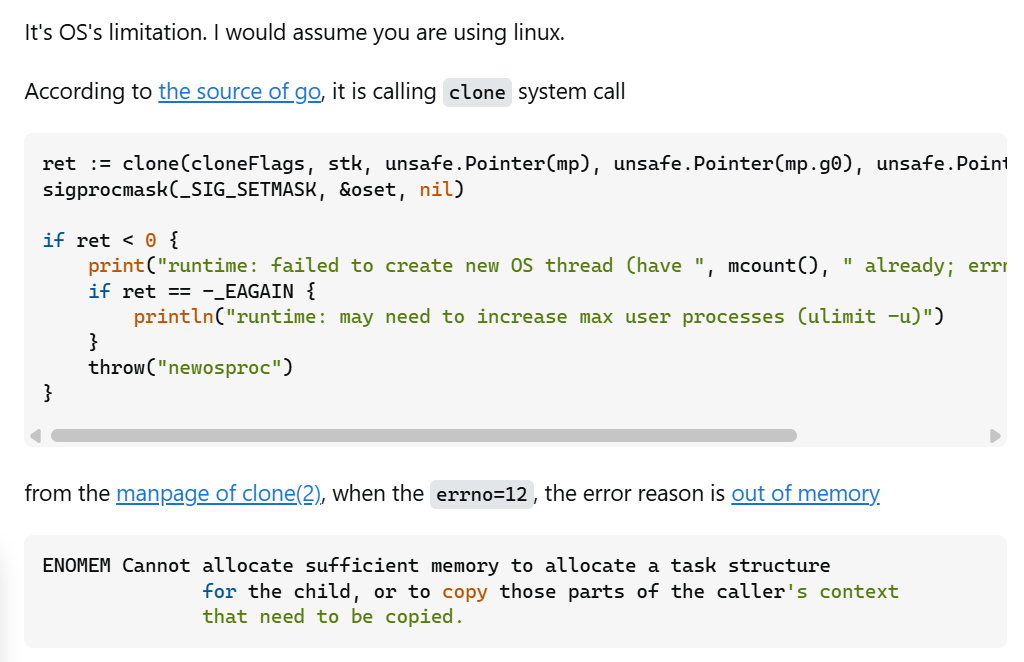 It's OS's limitation. I would assume you are using linux.
According to the source of go, it is calling clone system call
ret := clone(cloneFlags, stk, unsafe.Pointer(mp), unsafe.Pointer(mp.g0), unsafe.Point
sigprocmask(_SIG_SETMASK, &oset, nil)
if ret < 0 {
    print("runtime: failed to create new OS thread (have ", mcount(), " already; errn
    if ret == -_EAGAIN {
        println("runtime: may need to increase max user processes (ulimit -u)")
    }
    throw("newosproc")
}
from the manpage of clone(2), when the errno=12, the error reason is out of memory
ENOMEM Cannot allocate sufficient memory to allocate a task structure
              for the child, or to copy those parts of the caller's context
              that need to be copied.